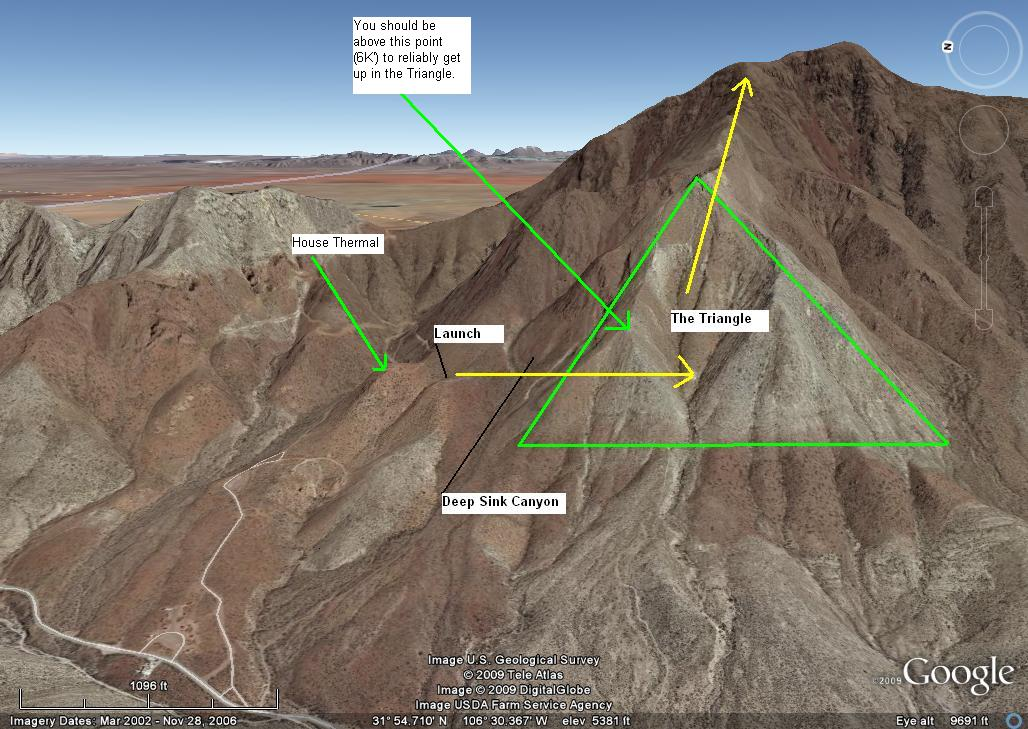 You should be
above this point
(6K') to reliably get
up in the Triangle.
N
House Thermal
Launch
The Triangle
Deep Sink Canyon
Image U.S. Geological Survey
© 2009 Tele Atlas
Image © 2009 DigitalGlobe
Image USDA Farm Service Agency
©2009 Google
1096 ft
Imagery Dates: Mar 2002 - Nov 28, 2006
31° 54.710' N 106° 30.367' W elev 5381 ft
Eye alt 9691 ft